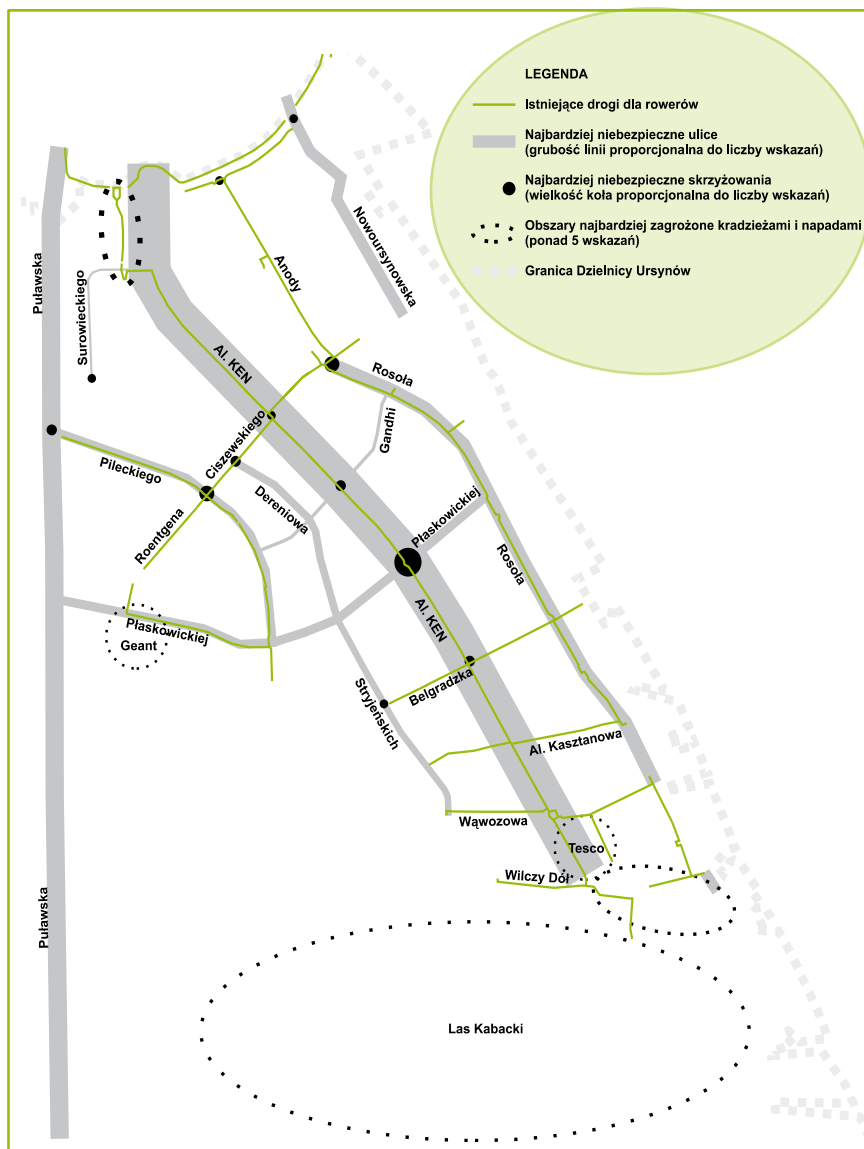 LEGENDA
Istniejące drogi dla rowerów
Najbardziej niebezpieczne ulice
(grubość linii proporcjonalna do liczby wskazań)
Najbardziej niebezpieczne skrzyżowania
(wielkość koła proporcjonalna do liczby wskazań)
Obszary najbardziej zagrożone kradzieżami i napadami
(ponad 5 wskazań)
Granica Dzielnicy Ursynów
Puławska
Surowieckiego
Anody
Nowoursynowska
Al. KEN
Rosoła
Gandhi
Ciszewskiego
Pileckiego
Dereniowa
Roentgena
Płaskowickiej
Rosoła
Al. KEN
Płaskowickiej
Geant
Belgradzka
Stryjeńskich
Al. Kasztanowa
Wąwozowa
Tesco
Wilczy Dół
Puławska
Las Kabacki